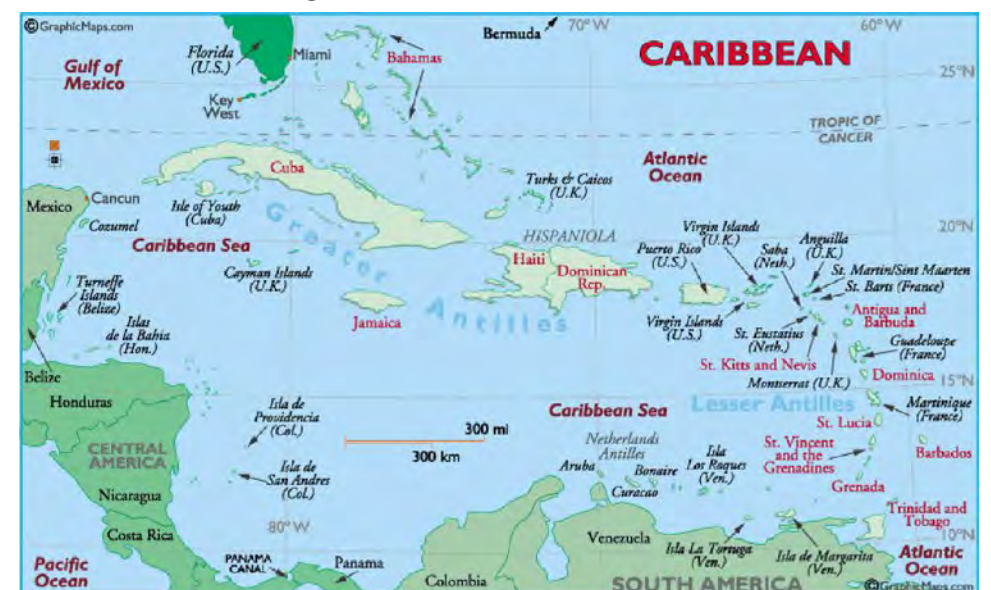 ©GraphicMaps.com
Bermuda
70° W
60° W
CARIBBEAN
Florida
(U.S.)
Miami
Bahamas
Gulf of
Mexico
25°N
Key
West
TROPIC OF
CANCER
Atlantic
Ocean
Cuba
Turks & Caicos
(U.K.)
Mexico
Cancun
Cozumel
Isle of Youth
(Cuba)
Greater
Antilles
Caribbean Sea
HiSPANIOLA
Haiti
Dominican
Rep.
Puerto Rico
(U.S.)
Virgin Islands
(U.K.)
Saba
(Neth.)
Anguilla
(U.K.)
20°N
St. Martin/Sint Maarten
St. Barts (France)
Cayman Islands
(U.K.)
Turneffe
Islands
(Belize)
Jamaica
Islas
de la Bahia
(Hon.)
Virgin Islands
(U.S.)
St. Eustatius
(Neth.)
Antigua and
Barbuda
St. Kitts and Nevis
Guadeloupe
(France)
Montserrat (U.K.)
Dominica
15°N
Belize
Honduras
Isla de
Providencia
(Col.)
300 mi
300 km
Caribbean Sea
Lesser Antilles
Martinique
(France)
St. Lucia
CENTRAL
AMERICA
Isla de
San Andres
(Col.)
Netherlands
Antilles
Aruba
Bonaire
Curacao
Isla
Los Roques
(Ven.)
St. Vincent
and the
Grenadines
Barbados
Grenada
Nicaragua
Costa Rica
80° W
Venezuela
Trinidad and
Tobago
10°N
PANAMA
CANAL
Panama
Colombia
Isla La Tortuga
(Ven.)
Isla de Margarita
(Ven.)
Pacific
Ocean
Atlantic
Ocean
SOUTH AMERICA
©GraphicMaps.com